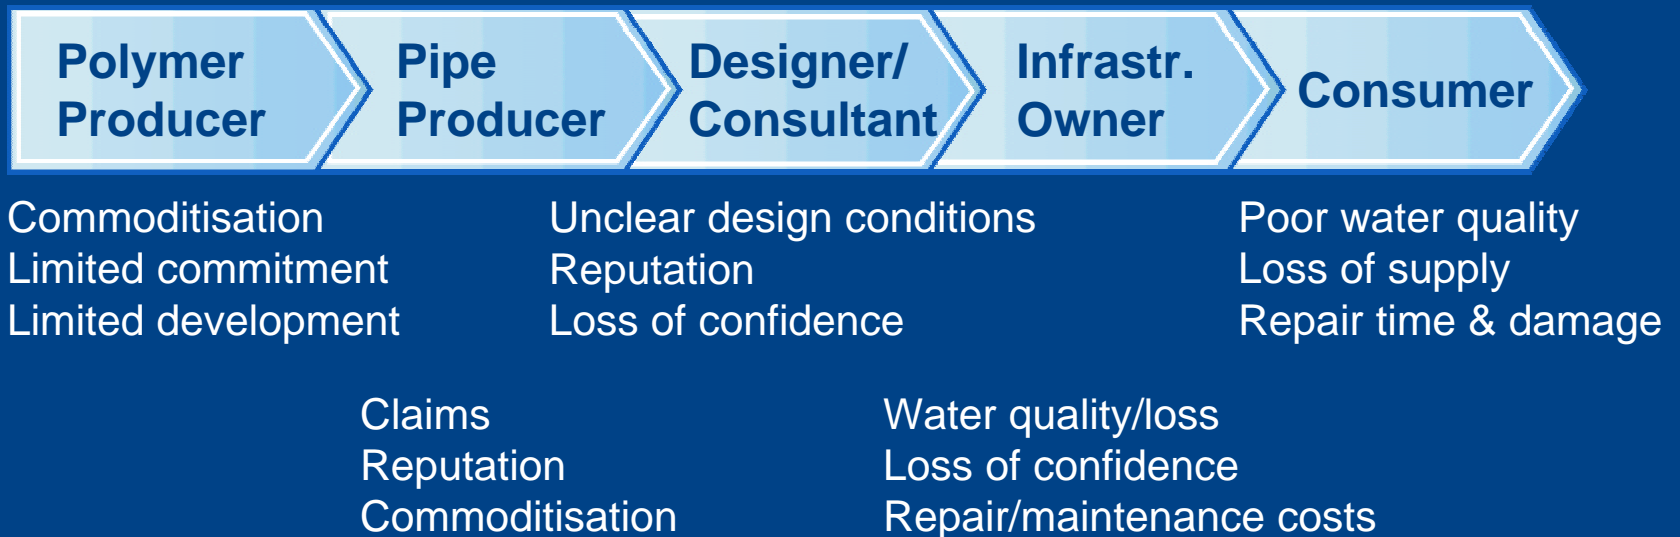 Polymer
Producer
Pipe
Producer
Designer/
Consultant
Infrastr.
Owner
Consumer
Commoditisation
Limited commitment
Limited development
Unclear design conditions
Reputation
Loss of confidence
Poor water quality
Loss of supply
Repair time & damage
Claims
Reputation
Commoditisation
Water quality/loss
Loss of confidence
Repair/maintenance costs